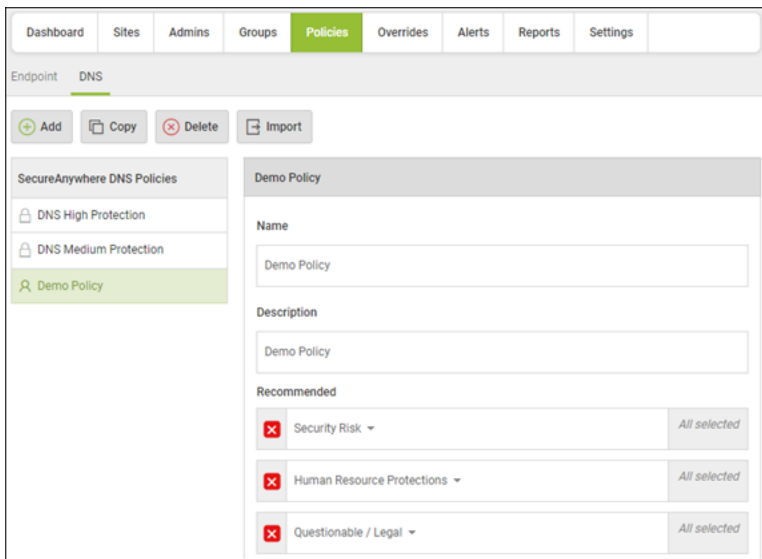 Dashboard Sites Admins Groups Policies Overrides Alerts Reports Settings
Endpoint DNS
Add Copy Delete Import
SecureAnywhere DNS Policies
DNS High Protection
DNS Medium Protection
Demo Policy
Demo Policy
Name
Demo Policy
Description
Demo Policy
Recommended
Security Risk All selected
Human Resource Protections All selected
Questionable / Legal All selected